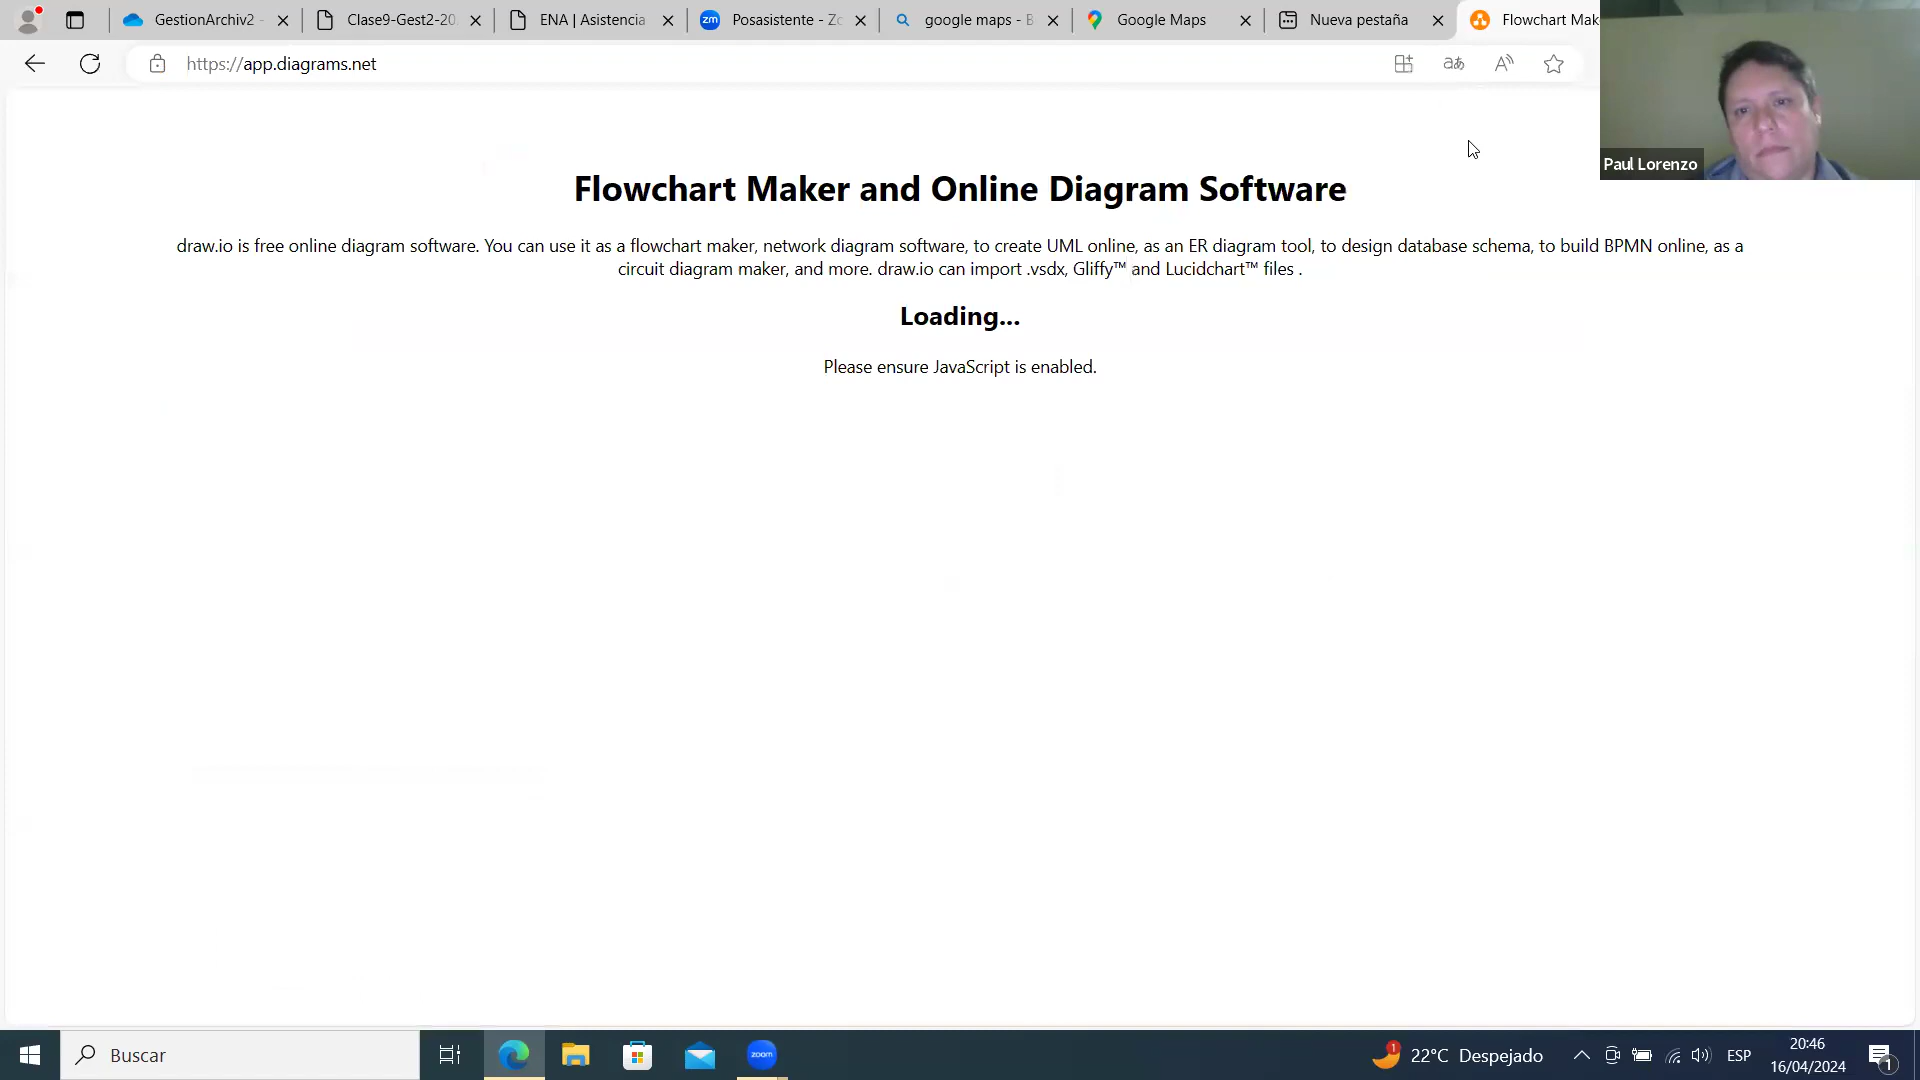 GestionArchiv2 -
Clase9-Gest2-20
ENA | Asistencia
Posasistente - Zo
google maps - B
Google Maps
Nueva pestaña
Flowchart Mak
https://app.diagrams.net
Paul Lorenzo
Flowchart Maker and Online Diagram Software
draw.io is free online diagram software. You can use it as a flowchart maker, network diagram software, to create UML online, as an ER diagram tool, to design database schema, to build BPMN online, as a
circuit diagram maker, and more. draw.io can import .vsdx, Gliffy™ and Lucidchart™ files .
Loading...
Please ensure JavaScript is enabled.
Buscar
zoom
1
22°C Despejado
ESP
20:46
16/04/2024
1